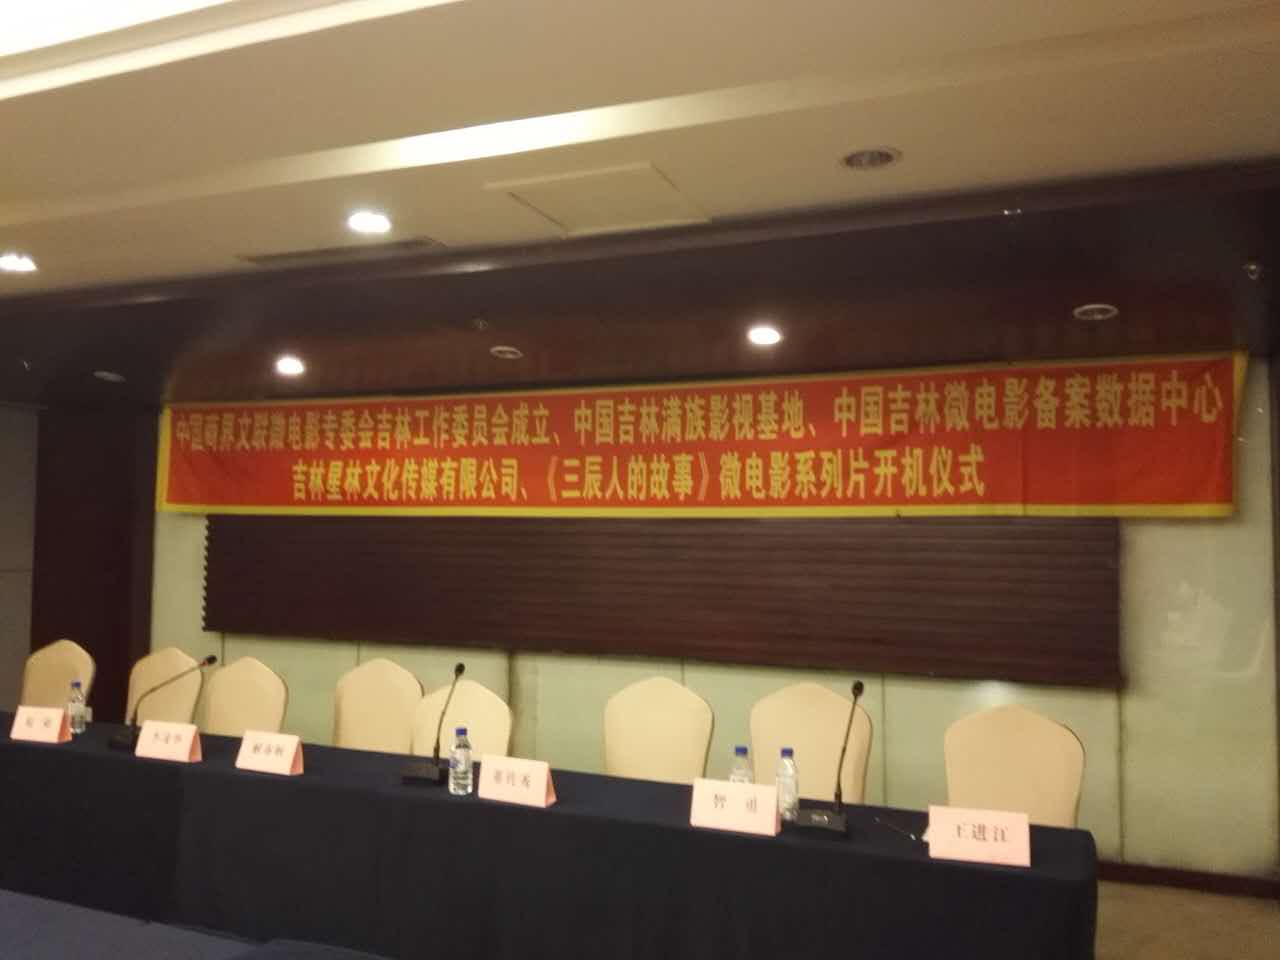 中国 文联微电影专委会吉林工作委员会成立、中国吉林满族影视基地、中国吉林微电影备案数据中心
吉林星林文化传媒有限公司、《三辰人的故事》微电影系列片开机仪式
智 勇
王进江